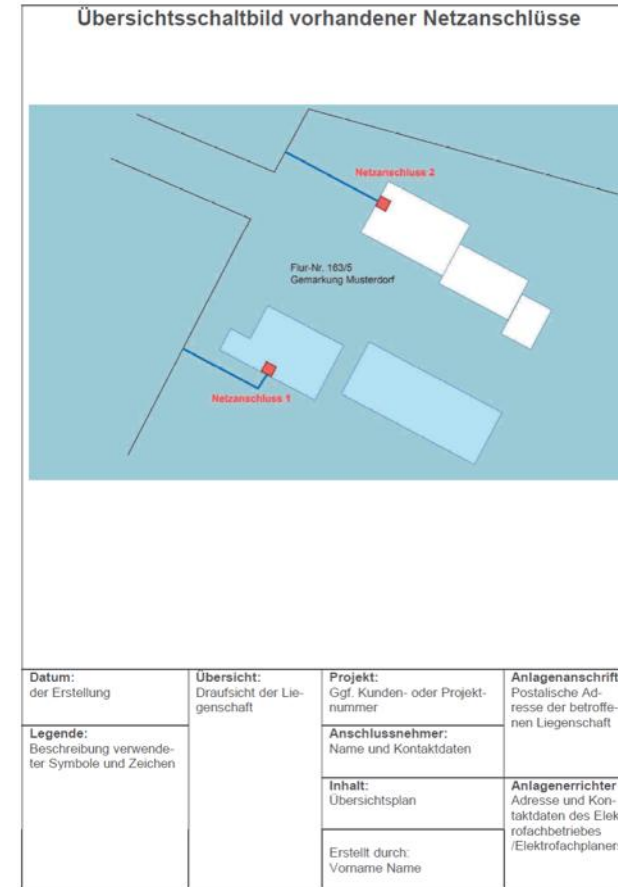 Übersichtsschaltbild vorhandener Netzanschlüsse
Netzanschluss 2
Flur-Nr. 163/5
Gemarkung Musterdorf
Netzanschluss 1
Datum:
der Erstellung
Übersicht:
Draufsicht der Lie-
genschaft
Projekt:
Ggf. Kunden- oder Projekt-
nummer
Anlagenanschrift
Postalische Ad-
resse der betroffe-
nen Liegenschaft
Legende:
Beschreibung verwende-
ter Symbole und Zeichen
Anschlussnehmer:
Name und Kontaktdaten
Inhalt:
Übersichtsplan
Anlagenerrichter
Adresse und Kon-
taktdaten des Elek
rofachbetriebes
/Elektrofachplaners
Erstellt durch:
Vorname Name